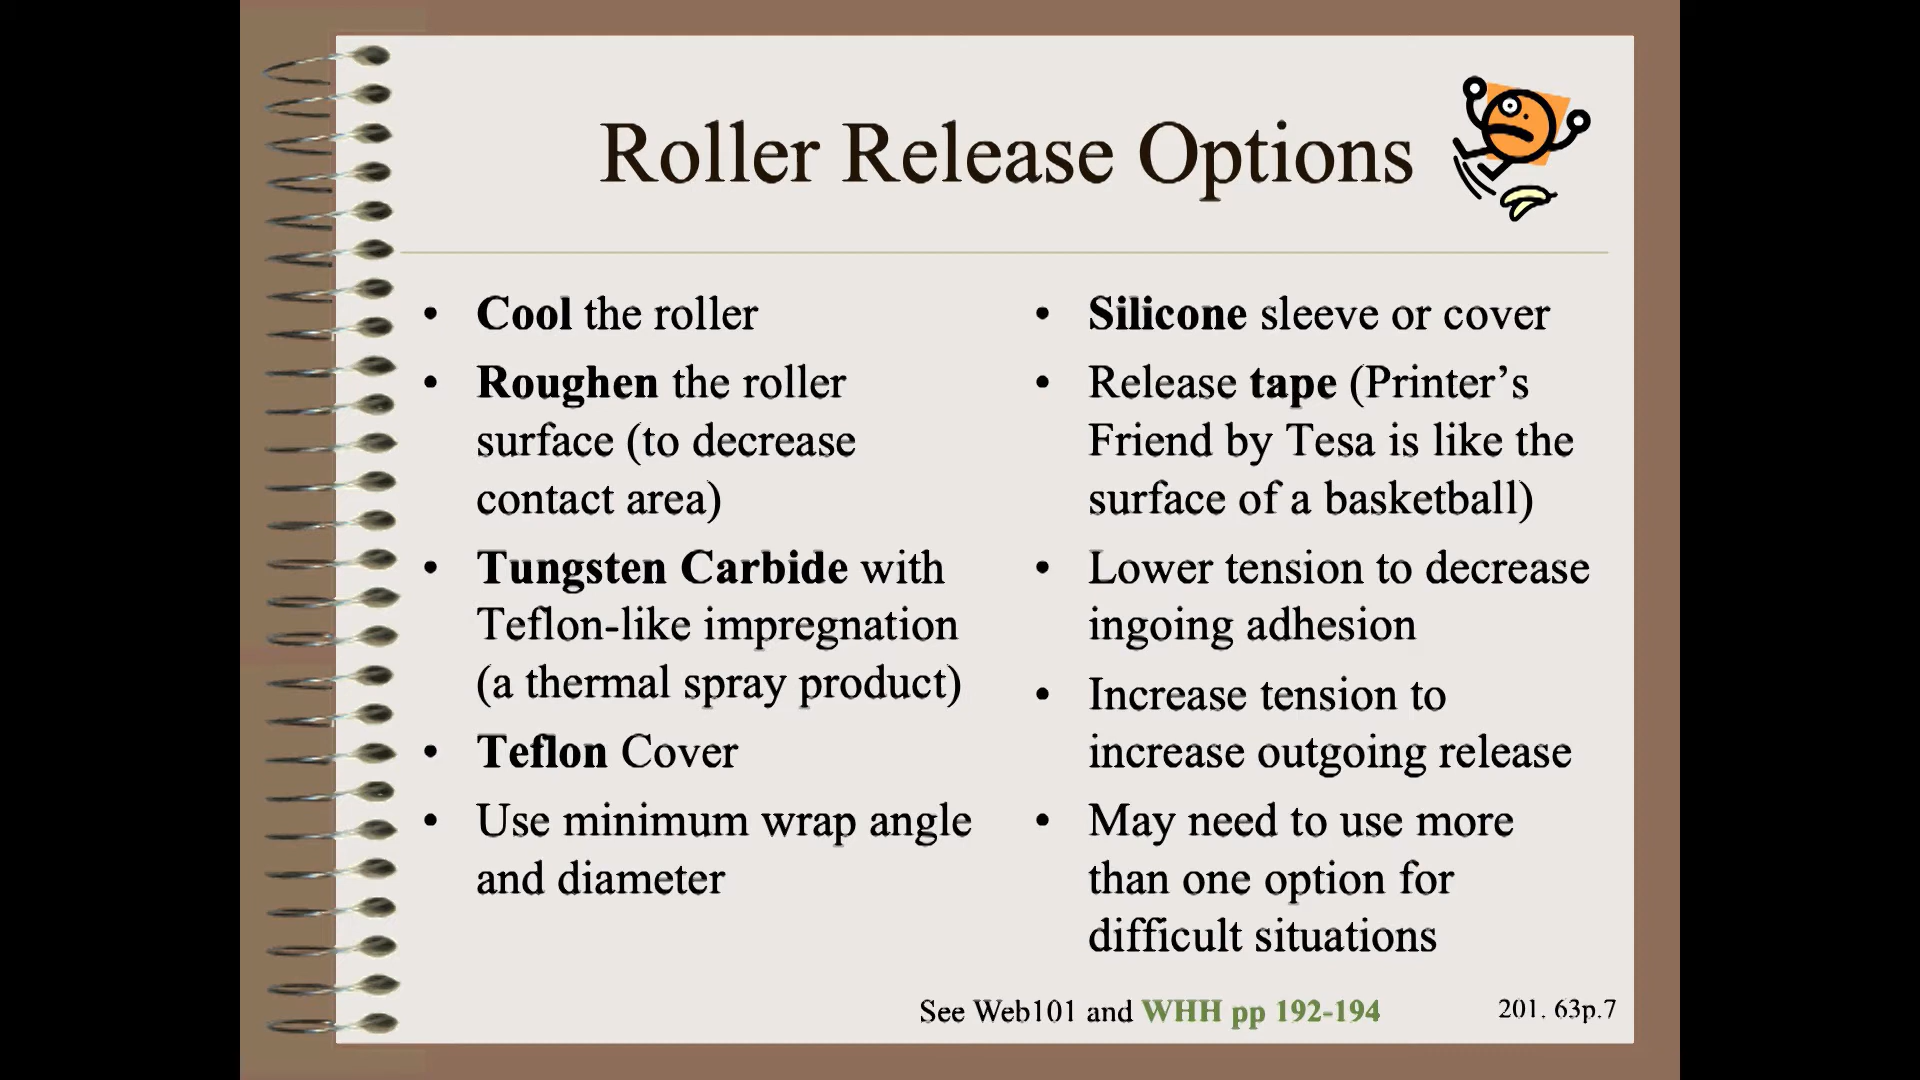 Roller Release Options
• Cool the roller
• Roughen the roller
surface (to decrease
contact area)
• Tungsten Carbide with
Teflon-like impregnation
(a thermal spray product)
• Teflon Cover
• Use minimum wrap angle
and diameter
• Silicone sleeve or cover
• Release tape (Printer’s
Friend by Tesa is like the
surface of a basketball)
• Lower tension to decrease
ingoing adhesion
• Increase tension to
increase outgoing release
• May need to use more
than one option for
difficult situations
See Web101 and WHH pp 192-194
201. 63p.7